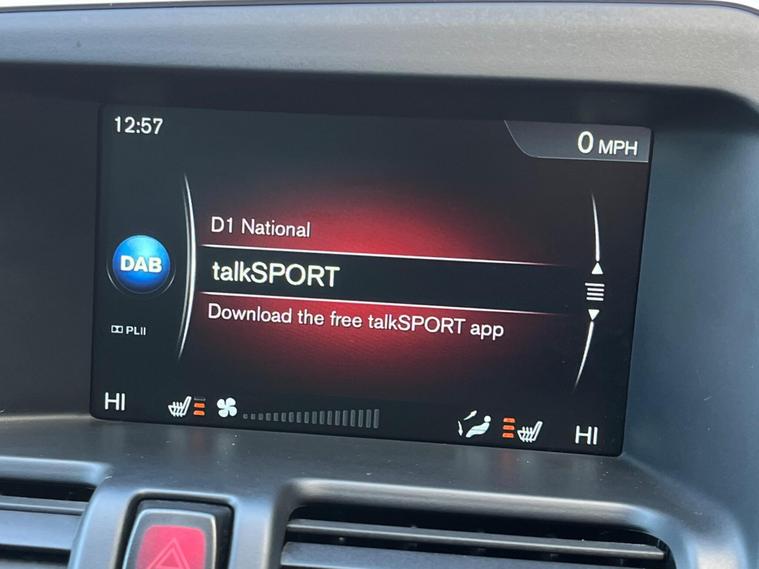 12:57
0 MPH
D1 National
DAB
talkSPORT
Download the free talkSPORT app
PLII
HI
HI